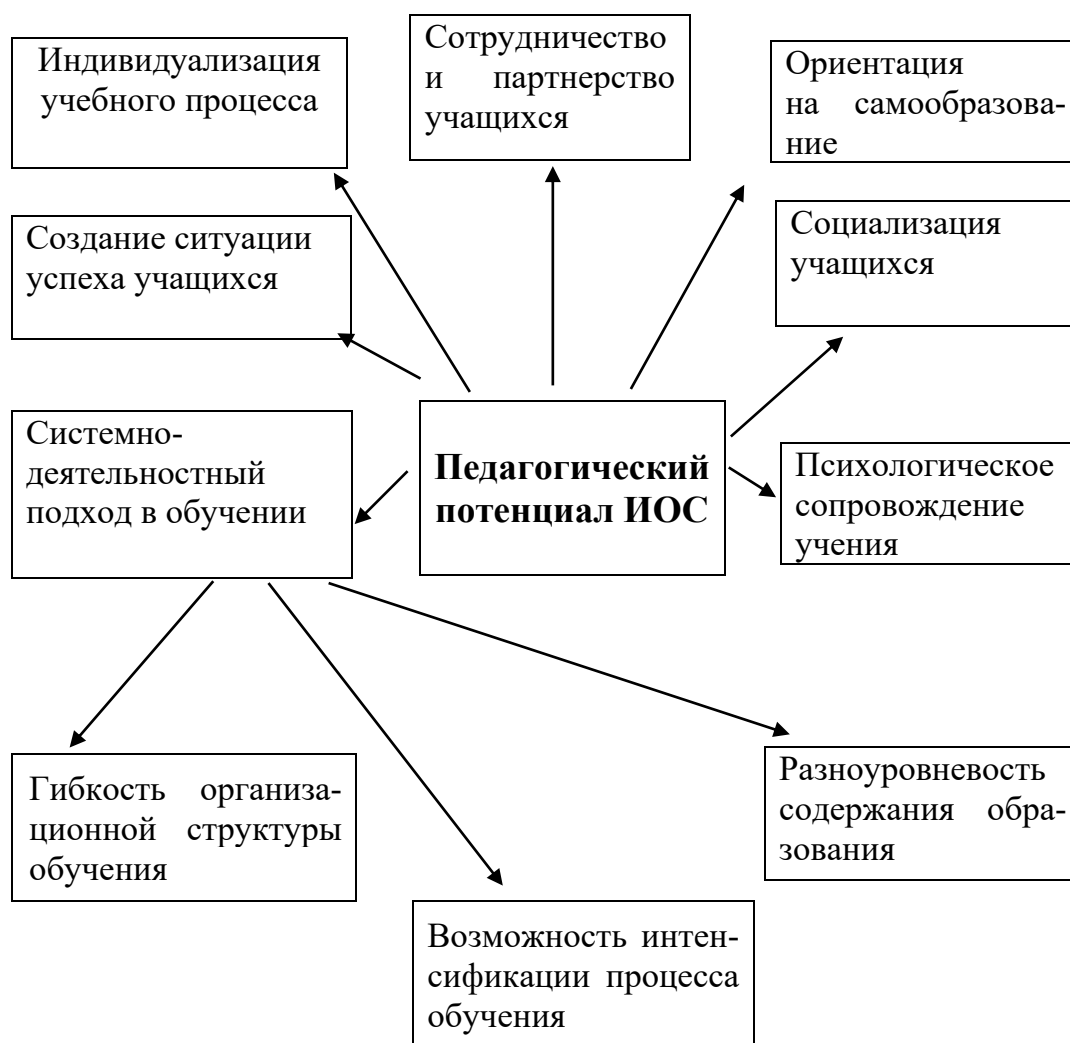 Индивидуализация
учебного процесса
Сотрудничество
и партнерство
учащихся
Ориентация
на самообразова-
ние
Создание ситуации
успеха учащихся
Социализация
учащихся
Системно-
деятельностный
подход в обучении
Педагогический
потенциал ИОС
Психологическое
сопровождение
учения
Гибкость организа-
ционной структуры
обучения
Возможность интен-
сификации процесса
обучения
Разноуровневость
содержания обра-
зования